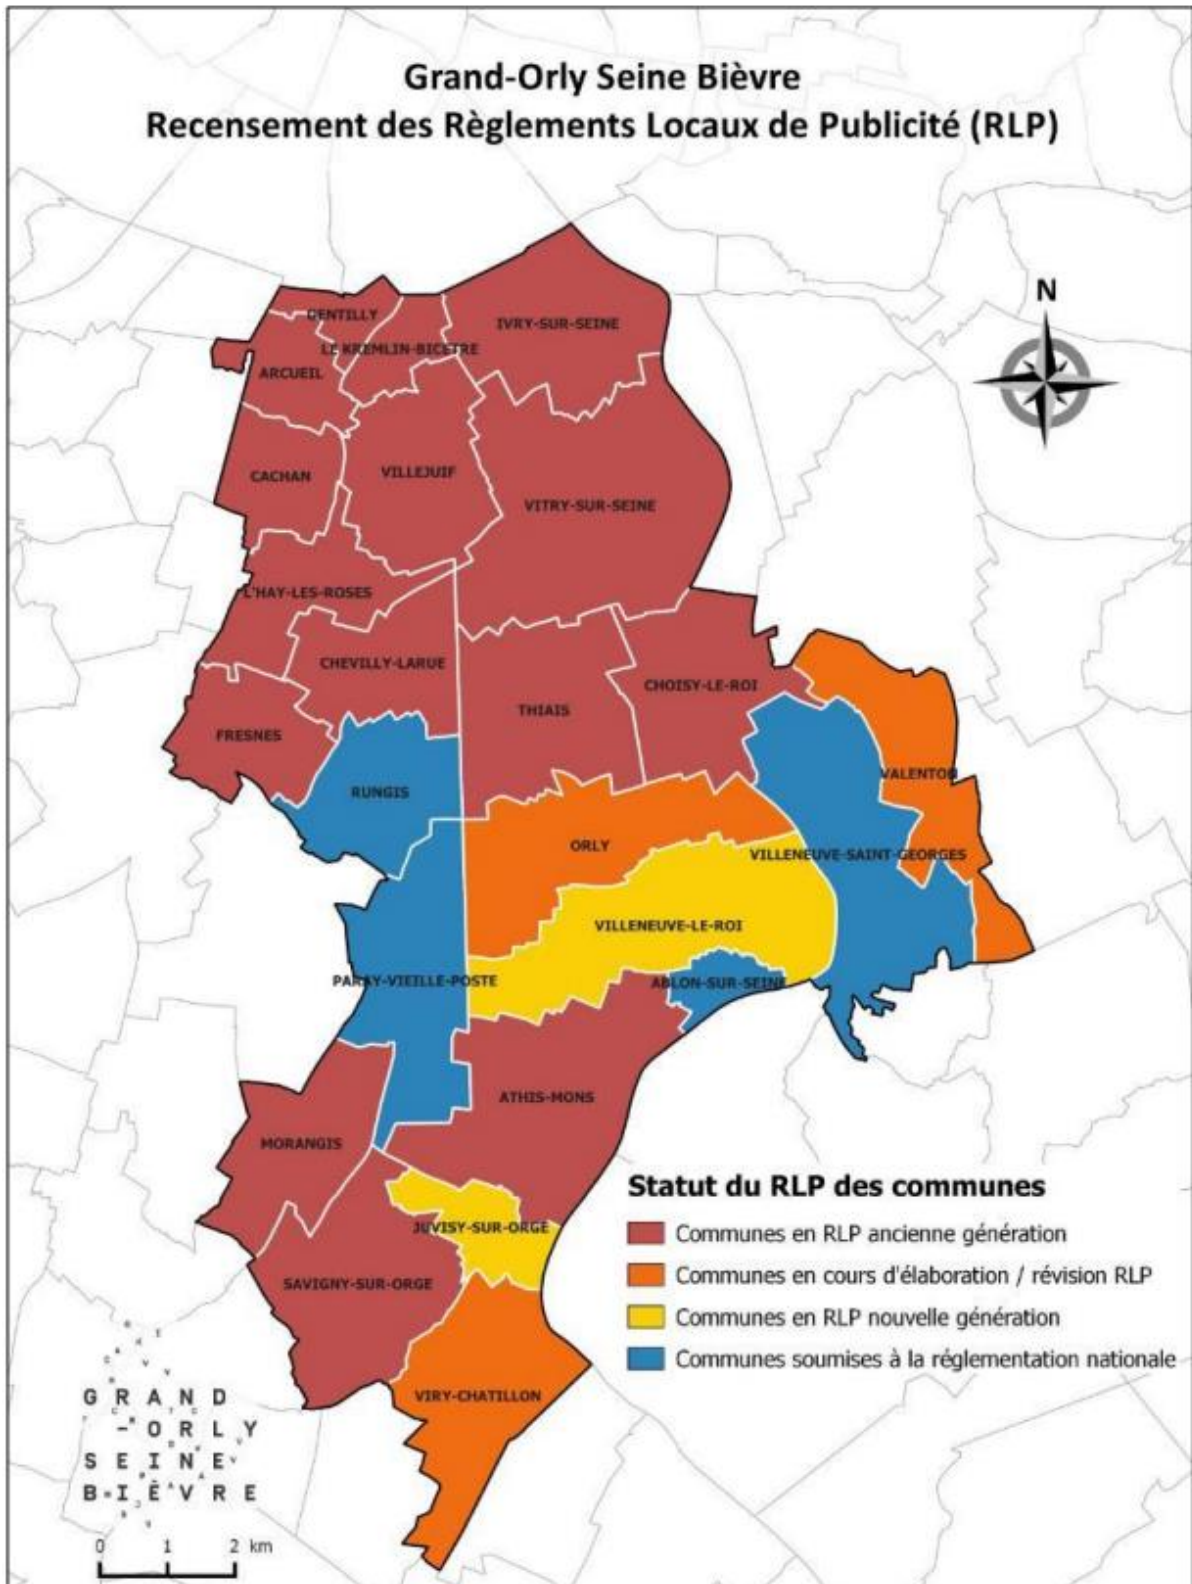 Grand-Orly Seine Bièvre
Recensement des Règlements Locaux de Publicité (RLP)
N
GENTILLY
IVRY-SUR-SEINE
LE KREMLIN-BICETRE
ARCUEIL
CACHAN
VILLEJUIF
VITRY-SUR-SEINE
L'HAY-LES-ROSES
CHEVILLY-LARUE
CHOISY-LE-ROI
THIAIS
FRESNES
VALENTON
RUNGIS
ORLY
VILLENEUVE-SAINT-GEORGES
VILLENEUVE-LE-ROI
PARAY-VIEILLE-POSTE
ABLON-SUR-SEINE
ATHIS-MONS
MORANGIS
JUVISY-SUR-ORGE
SAVIGNY-SUR-ORGE
VIRY-CHATILLON
Statut du RLP des communes
Communes en RLP ancienne génération
Communes en cours d'élaboration / révision RLP
Communes en RLP nouvelle génération
Communes soumises à la réglementation nationale
GRAND
-ORLY
SEINE
BIÈVRE
0 1 2 km